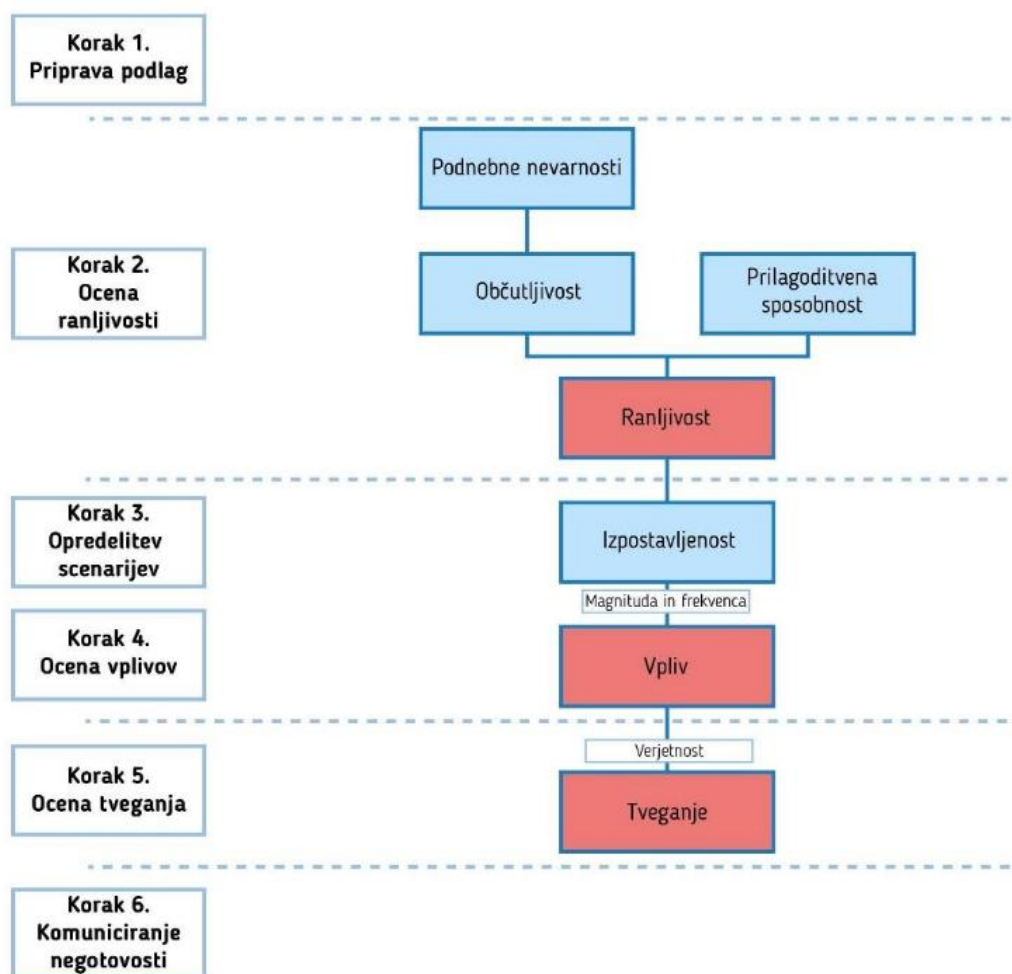 Korak 1.
Priprava podlag
Podnebne nevarnosti
Korak 2.
Ocena
ranljivosti
Občutljivost
Prilagoditvena
sposobnost
Ranljivost
Korak 3.
Opredelitev
scenarijev
Izpostavljenost
Magnituda in frekvenca
Korak 4.
Ocena vplivov
Vpliv
Verjetnost
Korak 5.
Ocena tveganja
Tveganje
Korak 6.
Komuniciranje
negotovosti